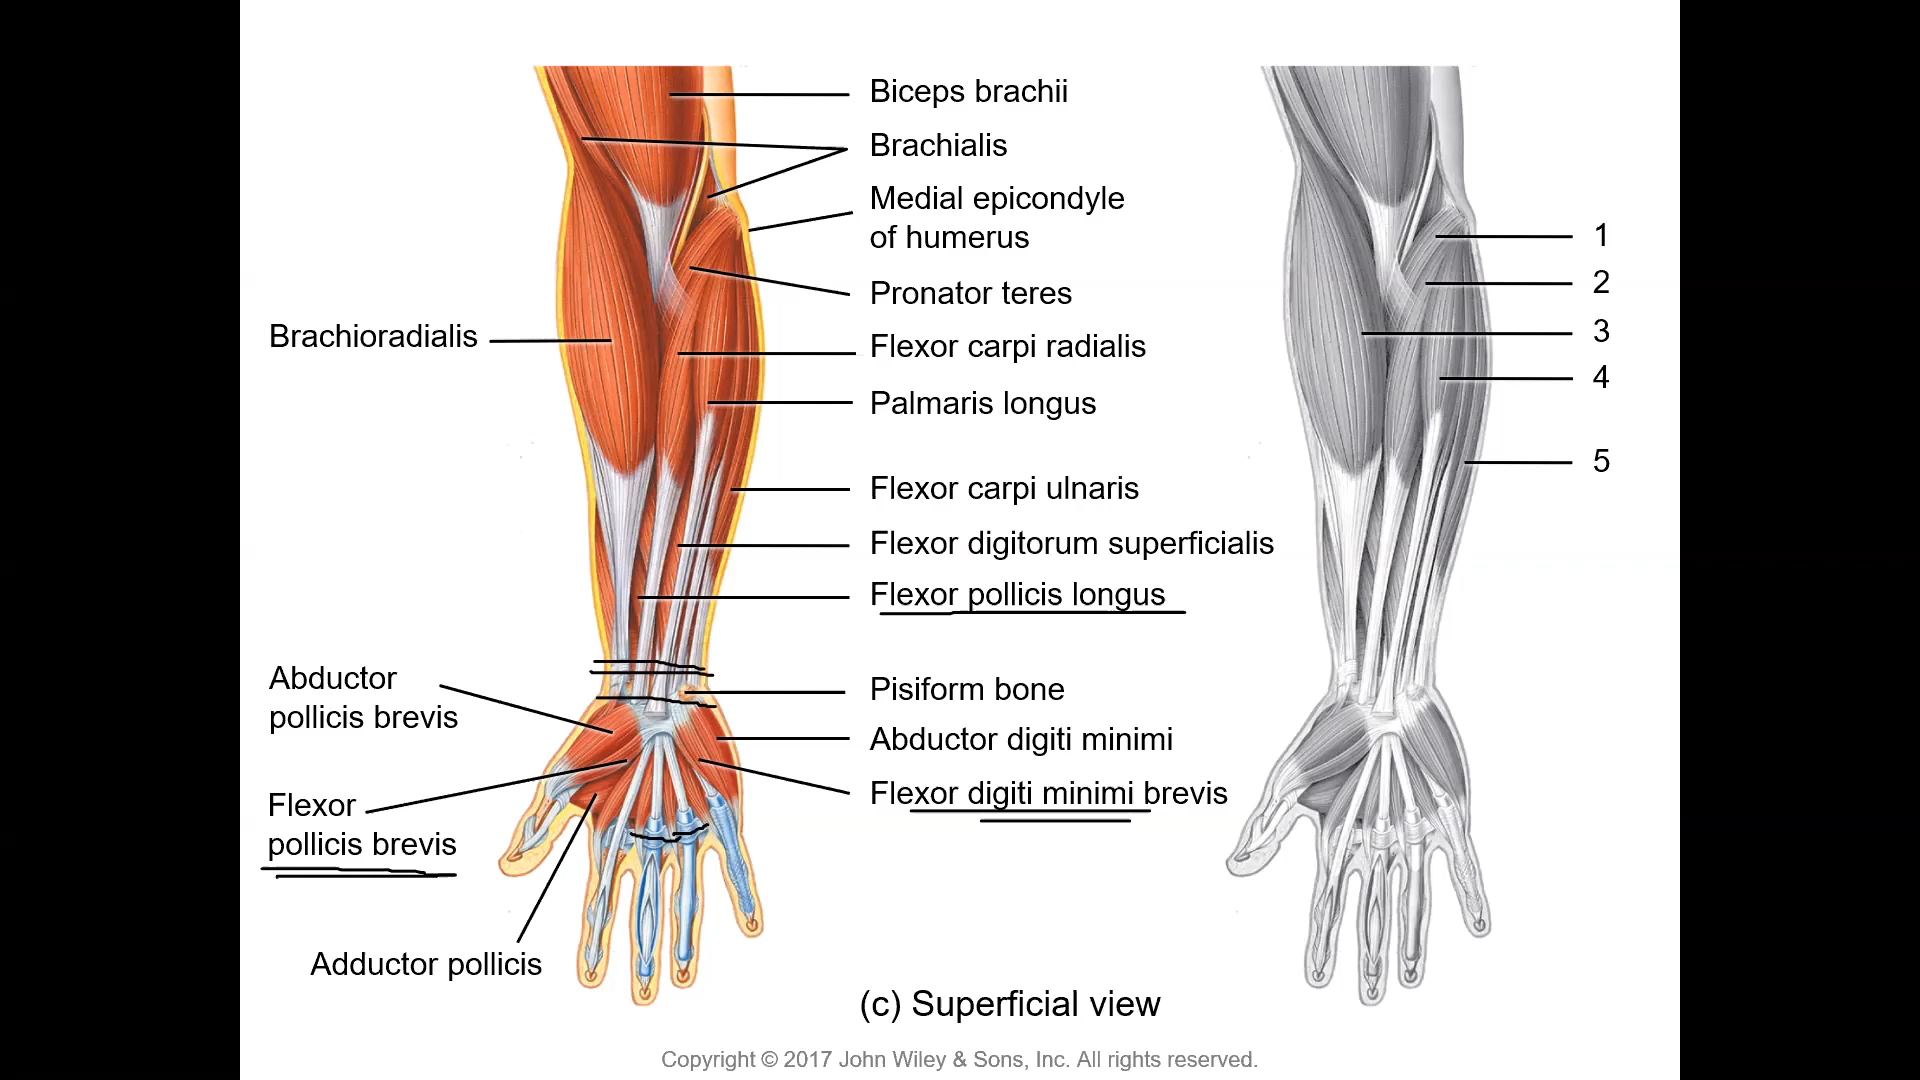 Biceps brachii
Brachialis
Medial epicondyle
of humerus
Pronator teres
Brachioradialis
Flexor carpi radialis
Palmaris longus
Flexor carpi ulnaris
Flexor digitorum superficialis
Flexor pollicis longus
Abductor
pollicis brevis
Pisiform bone
Abductor digiti minimi
Flexor digiti minimi brevis
Flexor
pollicis brevis
Adductor pollicis
1
2
3
4
5
(c) Superficial view
Copyright © 2017 John Wiley & Sons, Inc. All rights reserved.